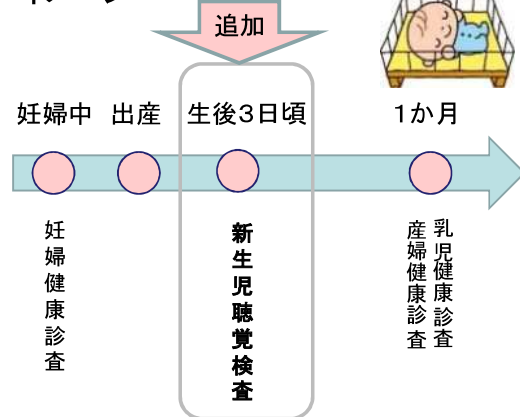 追加
妊婦中
出産
生後3日頃
1か月
妊婦健康診査
新生児聴覚検査
乳児健康診査
産婦健康診査